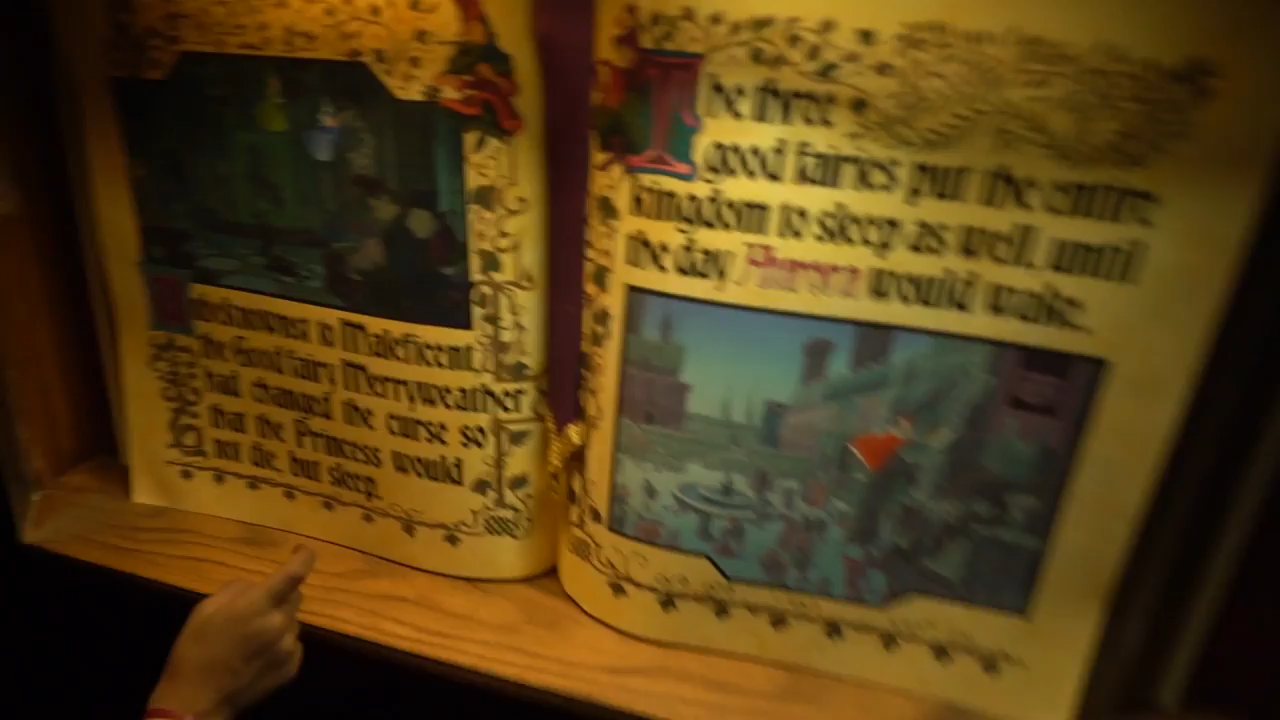 Unbeknownst to Maleficent,
the Good fairy, Merryweather
had changed the curse so
that the Princess would
not die, but sleep.
The three
good fairies put the entire
kingdom to sleep as well, until
the day Aurora would wake.